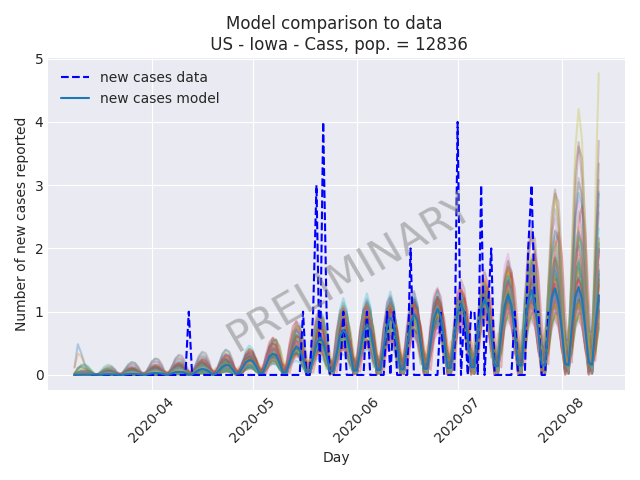 Model comparison to data
US - Iowa - Cass, pop. = 12836
new cases data
new cases model
Number of new cases reported
5
4
3
2
1
0
PRELIMINARY
2020-04
2020-05
2020-06
2020-07
2020-08
Day